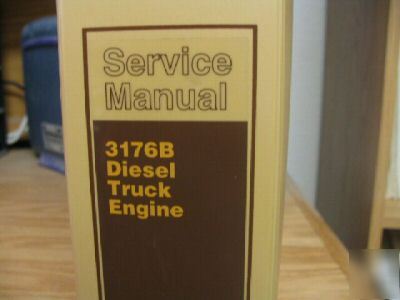 Service
Manual
3176B
Diesel
Truck
Engine